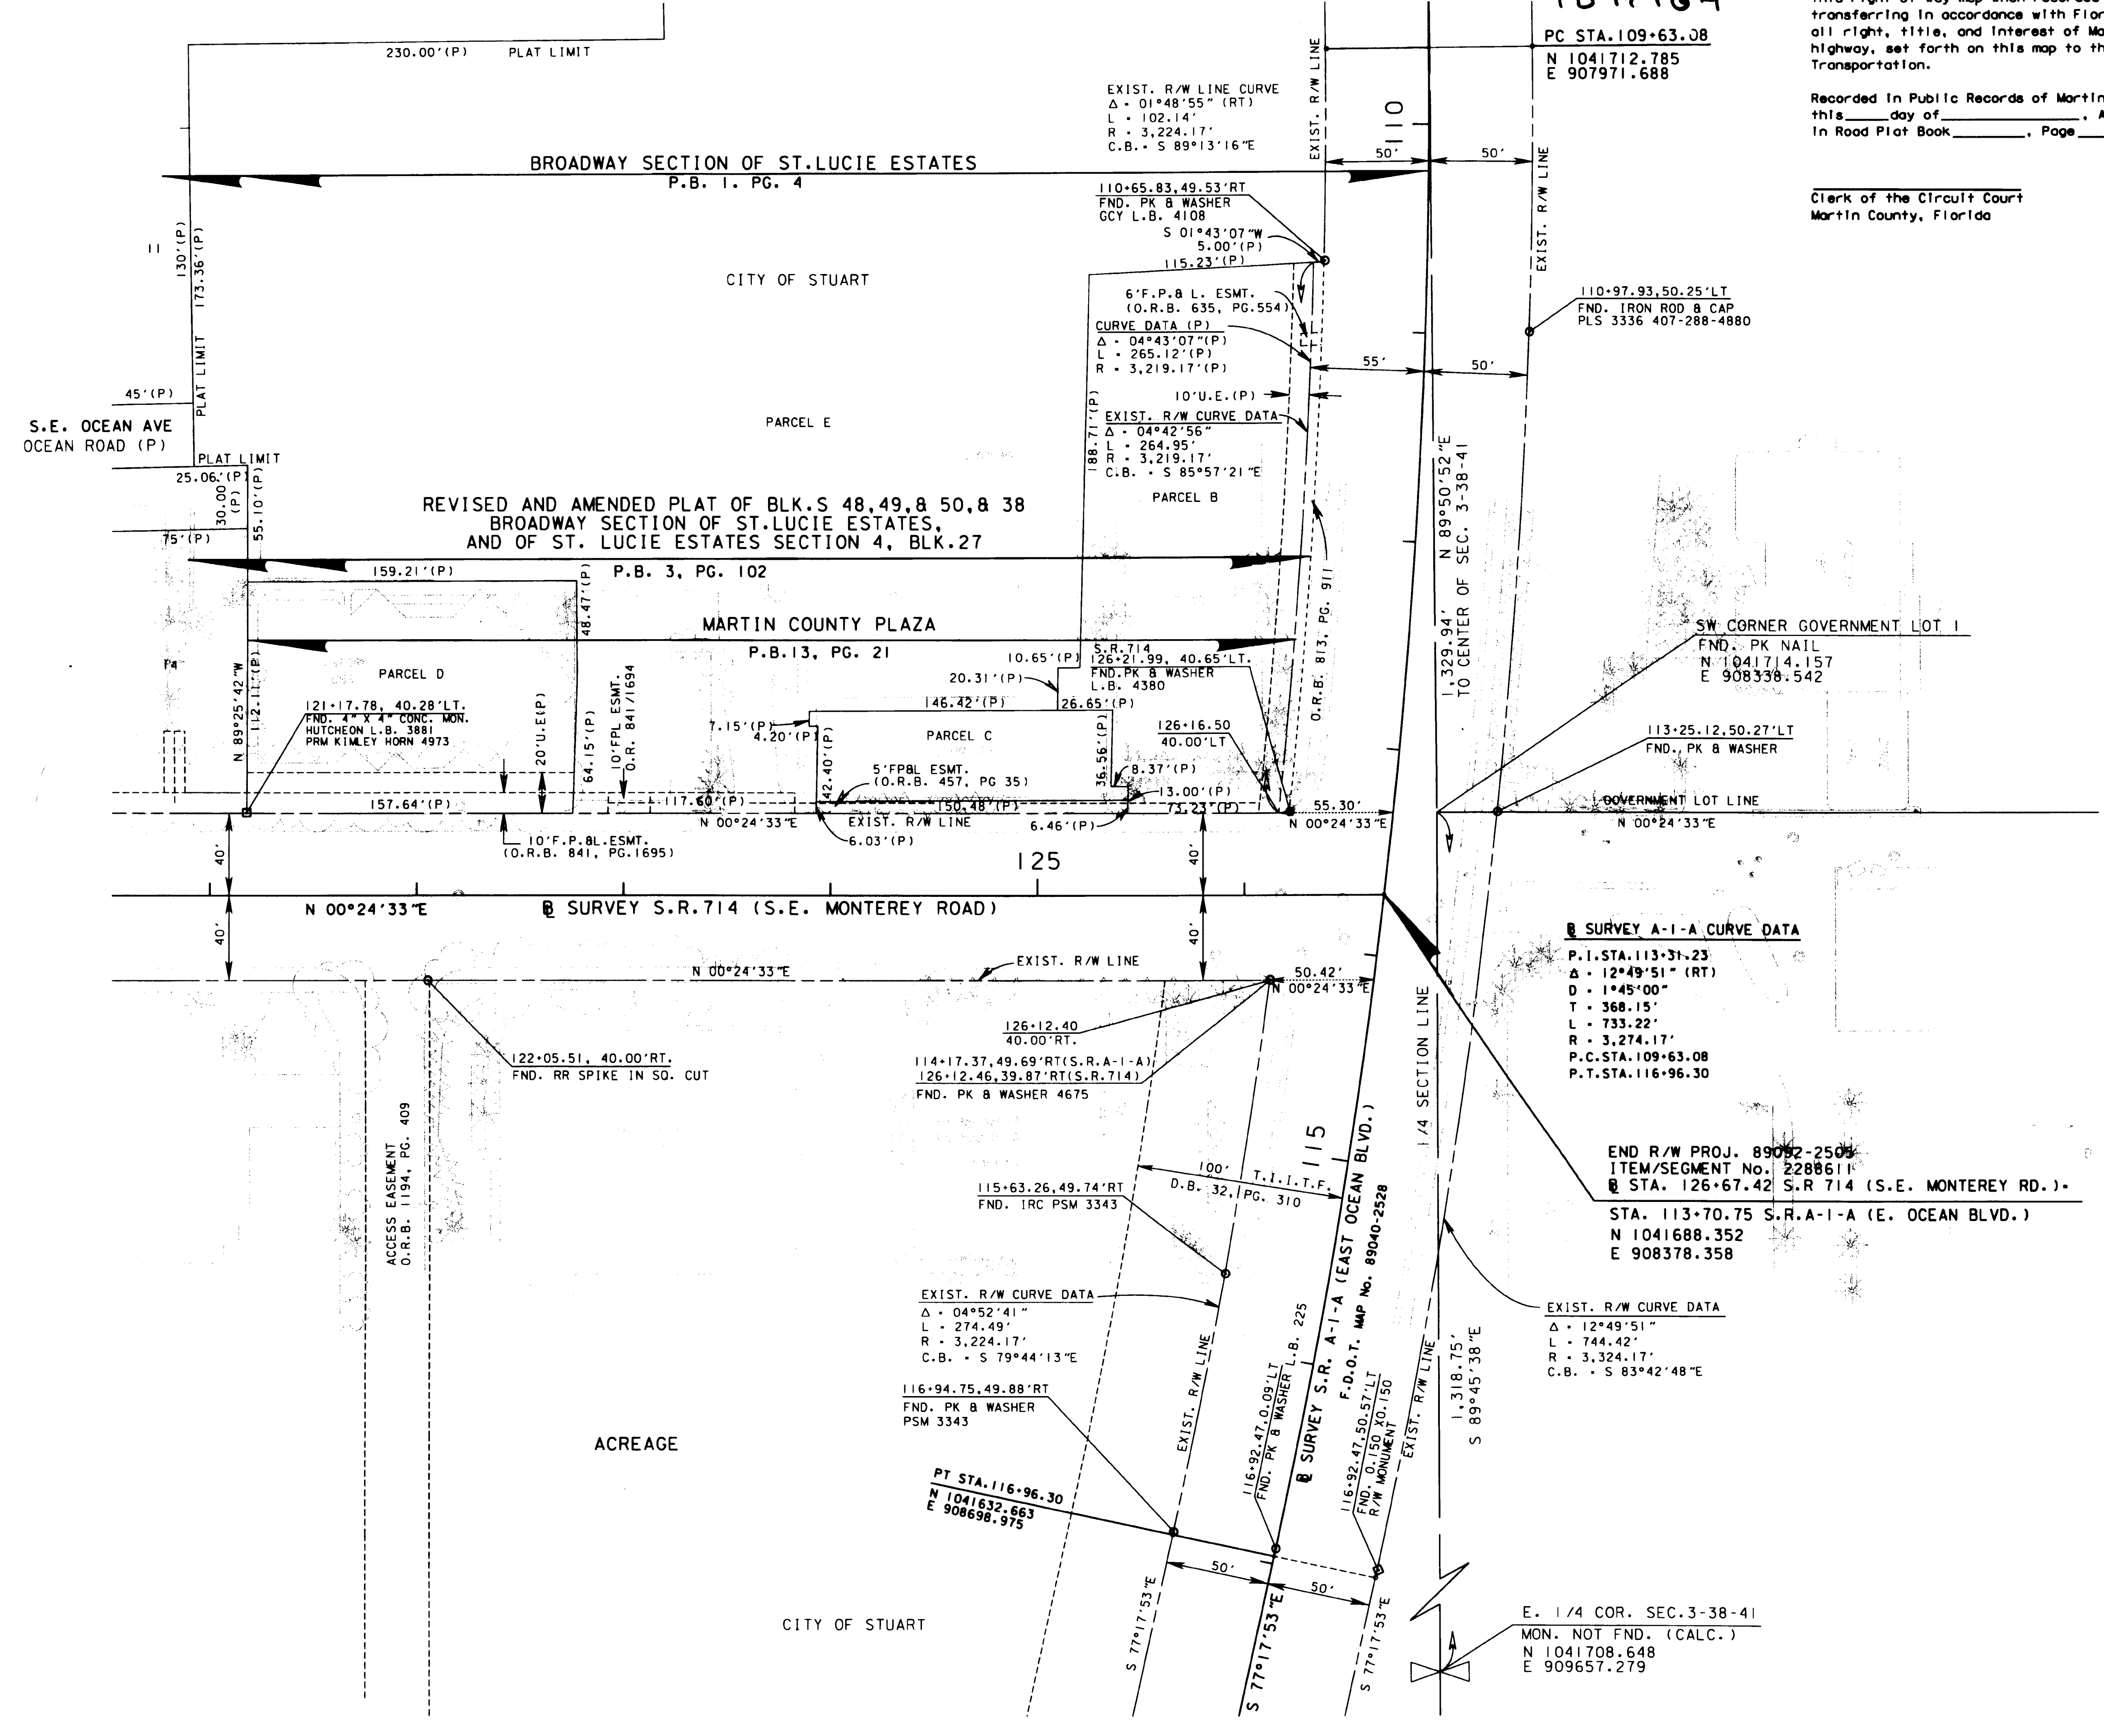 PC STA.109+63.08
N 1041712.785
E 907971.688
transferring in accordance with Flor
all right, title, and interest of Ma
highway, set forth on this map to th
Transportation.
Recorded in Public Records of Martin
this____day of____________, A
in Road Plat Book________, Page___
Clerk of the Circuit Court
Martin County, Florida
230.00'(P) PLAT LIMIT
EXIST. R/W LINE CURVE
Δ = 01°48'55" (RT)
L = 102.14'
R = 3,224.17'
C.B.= S 89°13'16"E
EXIST. R/W LINE
110
50'
50'
EXIST. R/W LINE
BROADWAY SECTION OF ST.LUCIE ESTATES
P.B. 1. PG. 4
110+65.83,49.53'RT
FND. PK & WASHER
GCY L.B. 4108
S 01°43'07"W
5.00'(P)
115.23'(P)
11
130'(P)
173.36'(P)
PLAT LIMIT
CITY OF STUART
6'F.P.& L. ESMT.
(O.R.B. 635, PG.554)
CURVE DATA (P)
Δ = 04°43'07"(P)
L = 265.12'(P)
R = 3,219.17'(P)
110+97.93,50.25'LT
FND. IRON ROD & CAP
PLS 3336 407-288-4880
55'
50'
10'U.E.(P)
45'(P)
S.E. OCEAN AVE
OCEAN ROAD (P)
PARCEL E
188.71'(P)
EXIST. R/W CURVE DATA
Δ = 04°42'56"
L = 264.95'
R = 3,219.17'
C.B. = S 85°57'21"E
PARCEL B
N 89°50'52"E
1,329.94'
TO CENTER OF SEC. 3-38-41
PLAT LIMIT
25.06'(P)
30.00'
(P)
55.10'(P)
75'(P)
REVISED AND AMENDED PLAT OF BLK.S 48,49,& 50,& 38
BROADWAY SECTION OF ST.LUCIE ESTATES,
AND OF ST. LUCIE ESTATES SECTION 4, BLK.27
P.B. 3, PG. 102
O.R.B. 813, PG. 911
159.21'(P)
48.47'(P)
MARTIN COUNTY PLAZA
P.B.13, PG. 21
S.R.714
126+21.99, 40.65'LT.
FND.PK & WASHER
L.B. 4380
10.65'(P)
20.31'(P)
SW CORNER GOVERNMENT LOT 1
FND. PK NAIL
N 1041714.157
E 908338.542
N 89°25'42"W
112.11'(P)
PARCEL D
121+17.78, 40.28'LT.
FND. 4" X 4" CONC. MON.
HUTCHEON L.B. 3881
PRM KIMLEY HORN 4973
20'U.E(P)
64.15'(P)
10'FPL ESMT.
O.R. 841/1694
146.42'(P)
26.65'(P)
7.15'(P)
4.20'(P)
PARCEL C
42.40'(P)
36.56'(P)
5'FP&L ESMT.
(O.R.B. 457, PG 35)
8.37'(P)
126+16.50
40.00'LT
113+25.12,50.27'LT
FND. PK & WASHER
157.64'(P)
117.60'(P)
150.48'(P)
13.00'(P)
73.23'(P)
55.30'
GOVERNMENT LOT LINE
N 00°24'33"E
EXIST. R/W LINE
6.46'(P)
N 00°24'33"E
N 00°24'33"E
6.03'(P)
10'F.P.&L.ESMT.
(O.R.B. 841, PG.1695)
40'
40'
125
N 00°24'33"E
℄ SURVEY S.R.714 (S.E. MONTEREY ROAD)
40'
40'
℄ SURVEY A-1-A CURVE DATA
P.I.STA.113+31.23
Δ = 12°49'51" (RT)
D = 1°45'00"
T = 368.15'
L = 733.22'
R = 3,274.17'
P.C.STA.109+63.08
P.T.STA.116+96.30
N 00°24'33"E
EXIST. R/W LINE
50.42'
N 00°24'33"E
126+12.40
40.00'RT.
122+05.51, 40.00'RT.
FND. RR SPIKE IN SQ. CUT
114+17.37,49.69'RT(S.R.A-1-A)
126+12.46,39.87'RT(S.R.714)
FND. PK & WASHER 4675
1/4 SECTION LINE
ACCESS EASEMENT
O.R.B. 1194, PG. 409
115
100' T.I.I.T.F.
D.B. 32, PG. 310
115+63.26,49.74'RT
FND. IRC PSM 3343
END R/W PROJ. 89092-2505
ITEM/SEGMENT No. 2288611
℄ STA. 126+67.42 S.R 714 (S.E. MONTEREY RD.)=
STA. 113+70.75 S.R.A-1-A (E. OCEAN BLVD.)
N 1041688.352
E 908378.358
EXIST. R/W CURVE DATA
Δ = 04°52'41"
L = 274.49'
R = 3,224.17'
C.B. = S 79°44'13"E
EXIST. R/W CURVE DATA
Δ = 12°49'51"
L = 744.42'
R = 3,324.17'
C.B. = S 83°42'48"E
℄ SURVEY S.R. A-1-A (EAST OCEAN BLVD.)
F.D.O.T. MAP No. 89040-2528
1,318.75'
S 89°45'38"E
EXIST. R/W LINE
EXIST. R/W LINE
116+94.75,49.88'RT
FND. PK & WASHER
PSM 3343
116+92.47,0.09'LT
FND. PK & WASHER L.B. 225
116+92.47,50.57'LT
FND. 0.150 X0.150
R/W MONUMENT
ACREAGE
PT STA.116+96.30
N 1041632.663
E 908698.975
50'
50'
S 77°17'53"E
S 77°17'53"E
S 77°17'53"E
CITY OF STUART
E. 1/4 COR. SEC.3-38-41
MON. NOT FND. (CALC.)
N 1041708.648
E 909657.279